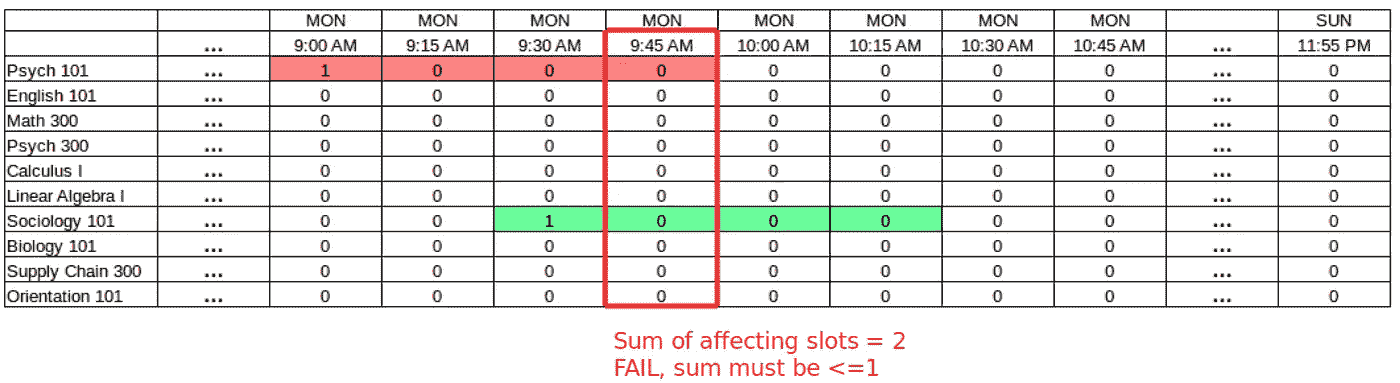 MON MON MON MON MON MON MON MON SUN
... 9:00 AM 9:15 AM 9:30 AM 9:45 AM 10:00 AM 10:15 AM 10:30 AM 10:45 AM ... 11:55 PM
Psych 101 ... 1 0 0 0 0 0 0 0 ... 0
English 101 ... 0 0 0 0 0 0 0 0 ... 0
Math 300 ... 0 0 0 0 0 0 0 0 ... 0
Psych 300 ... 0 0 0 0 0 0 0 0 ... 0
Calculus I ... 0 0 0 0 0 0 0 0 ... 0
Linear Algebra I ... 0 0 0 0 0 0 0 0 ... 0
Sociology 101 ... 0 0 1 0 0 0 0 0 ... 0
Biology 101 ... 0 0 0 0 0 0 0 0 ... 0
Supply Chain 300 ... 0 0 0 0 0 0 0 0 ... 0
Orientation 101 ... 0 0 0 0 0 0 0 0 ... 0
Sum of affecting slots = 2
FAIL, sum must be <=1